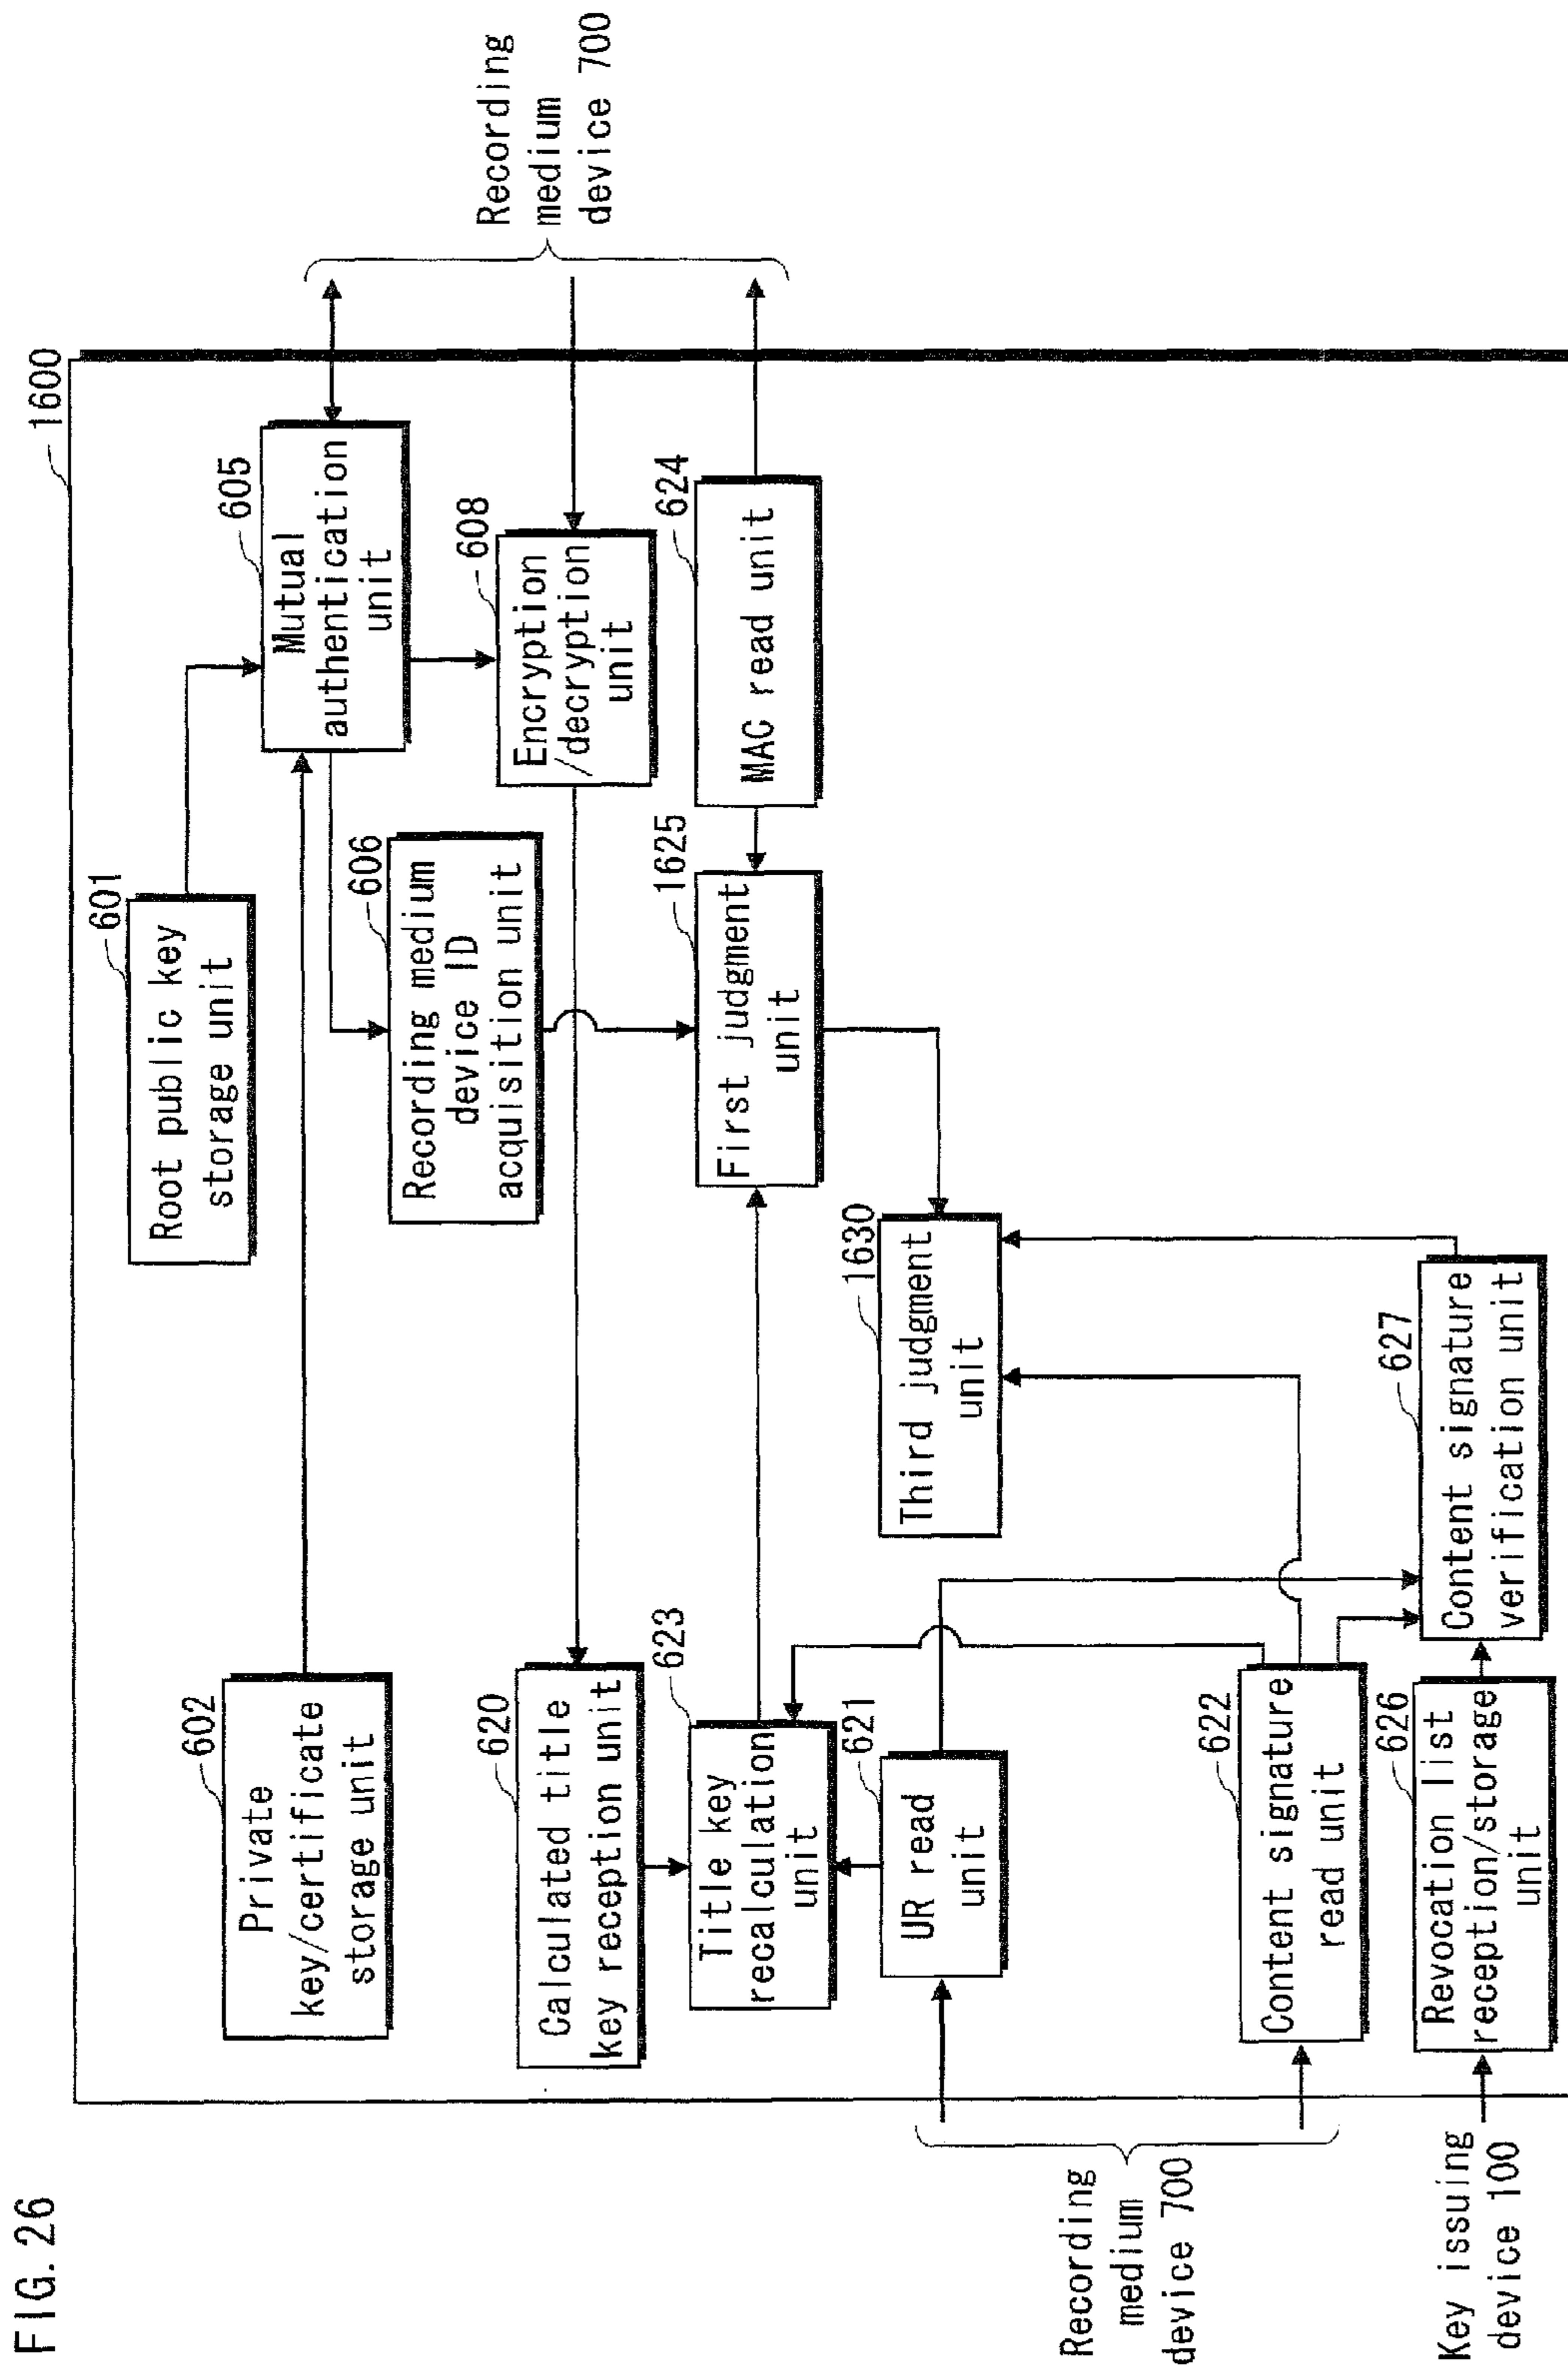 FIG. 26
1600
601
Root public key
storage unit
602
Private
key/certificate
storage unit
605
Mutual
authentication
unit
606
Recording medium
device ID
acquisition unit
608
Encryption
/decryption
unit
620
Calculated title
key reception unit
623
Title key
recalculation
unit
1625
First judgment
unit
624
MAC read unit
Recording
medium
device 700
621
UR read
unit
1630
Third judgment
unit
622
Content signature
read unit
627
Content signature
verification unit
626
Revocation list
reception/storage
unit
Recording
medium
device 700
Key issuing
device 100